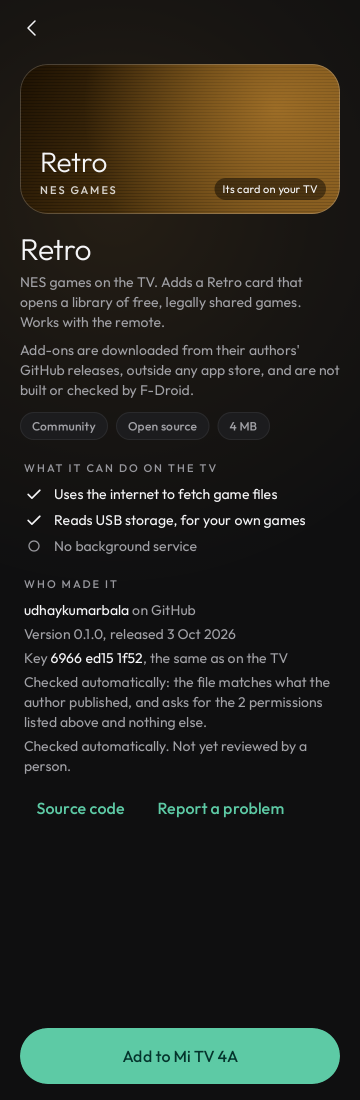 Retro
NES GAMES
Its card on your TV
Retro
NES games on the TV. Adds a Retro card that
opens a library of free, legally shared games.
Works with the remote.
Add-ons are downloaded from their authors'
GitHub releases, outside any app store, and are not
built or checked by F-Droid.
Community
Open source
4 MB
WHAT IT CAN DO ON THE TV
Uses the internet to fetch game files
Reads USB storage, for your own games
No background service
WHO MADE IT
udhaykumarbala on GitHub
Version 0.1.0, released 3 Oct 2026
Key 6966 ed15 1f52, the same as on the TV
Checked automatically: the file matches what the
author published, and asks for the 2 permissions
listed above and nothing else.
Checked automatically. Not yet reviewed by a
person.
Source code
Report a problem
Add to Mi TV 4A